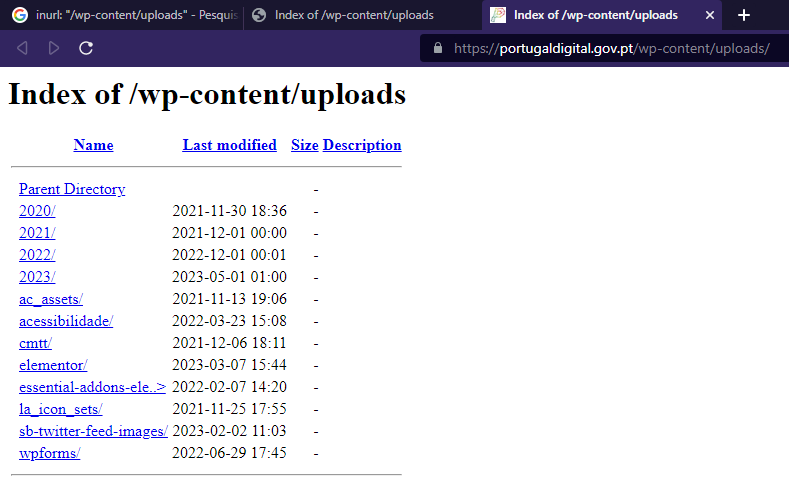 inurl: "/wp-content/uploads" - Pesquis
Index of /wp-content/uploads
Index of /wp-content/uploads
https://portugaldigital.gov.pt/wp-content/uploads/
Index of /wp-content/uploads
Name Last modified Size Description
Parent Directory -
2020/ 2021-11-30 18:36 -
2021/ 2021-12-01 00:00 -
2022/ 2022-12-01 00:01 -
2023/ 2023-05-01 01:00 -
ac_assets/ 2021-11-13 19:06 -
acessibilidade/ 2022-03-23 15:08 -
cmtt/ 2021-12-06 18:11 -
elementor/ 2023-03-07 15:44 -
essential-addons-ele..> 2022-02-07 14:20 -
la_icon_sets/ 2021-11-25 17:55 -
sb-twitter-feed-images/ 2023-02-02 11:03 -
wpforms/ 2022-06-29 17:45 -